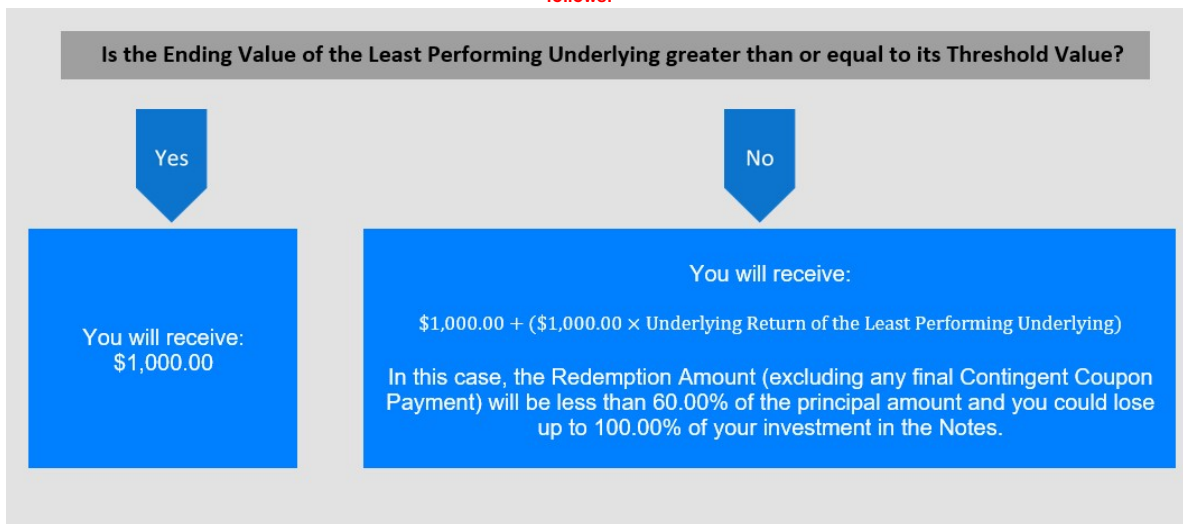 follows:
Is the Ending Value of the Least Performing Underlying greater than or equal to its Threshold Value?
Yes
No
You will receive:
$1,000.00
You will receive:
$1,000.00 + ($1,000.00 × Underlying Return of the Least Performing Underlying)
In this case, the Redemption Amount (excluding any final Contingent Coupon
Payment) will be less than 60.00% of the principal amount and you could lose
up to 100.00% of your investment in the Notes.